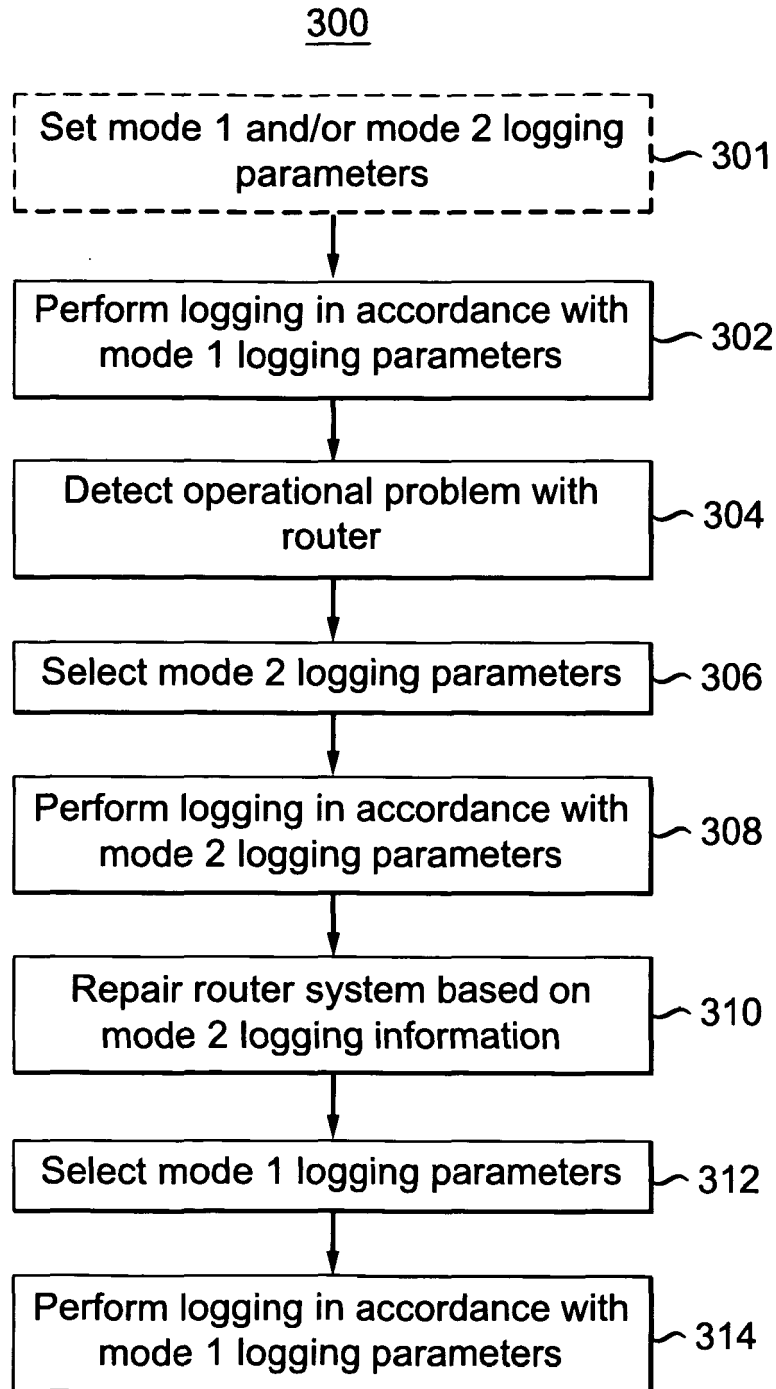 300
Set mode 1 and/or mode 2 logging
parameters
301
Perform logging in accordance with
mode 1 logging parameters
302
Detect operational problem with
router
304
Select mode 2 logging parameters
306
Perform logging in accordance with
mode 2 logging parameters
308
Repair router system based on
mode 2 logging information
310
Select mode 1 logging parameters
312
Perform logging in accordance with
mode 1 logging parameters
314